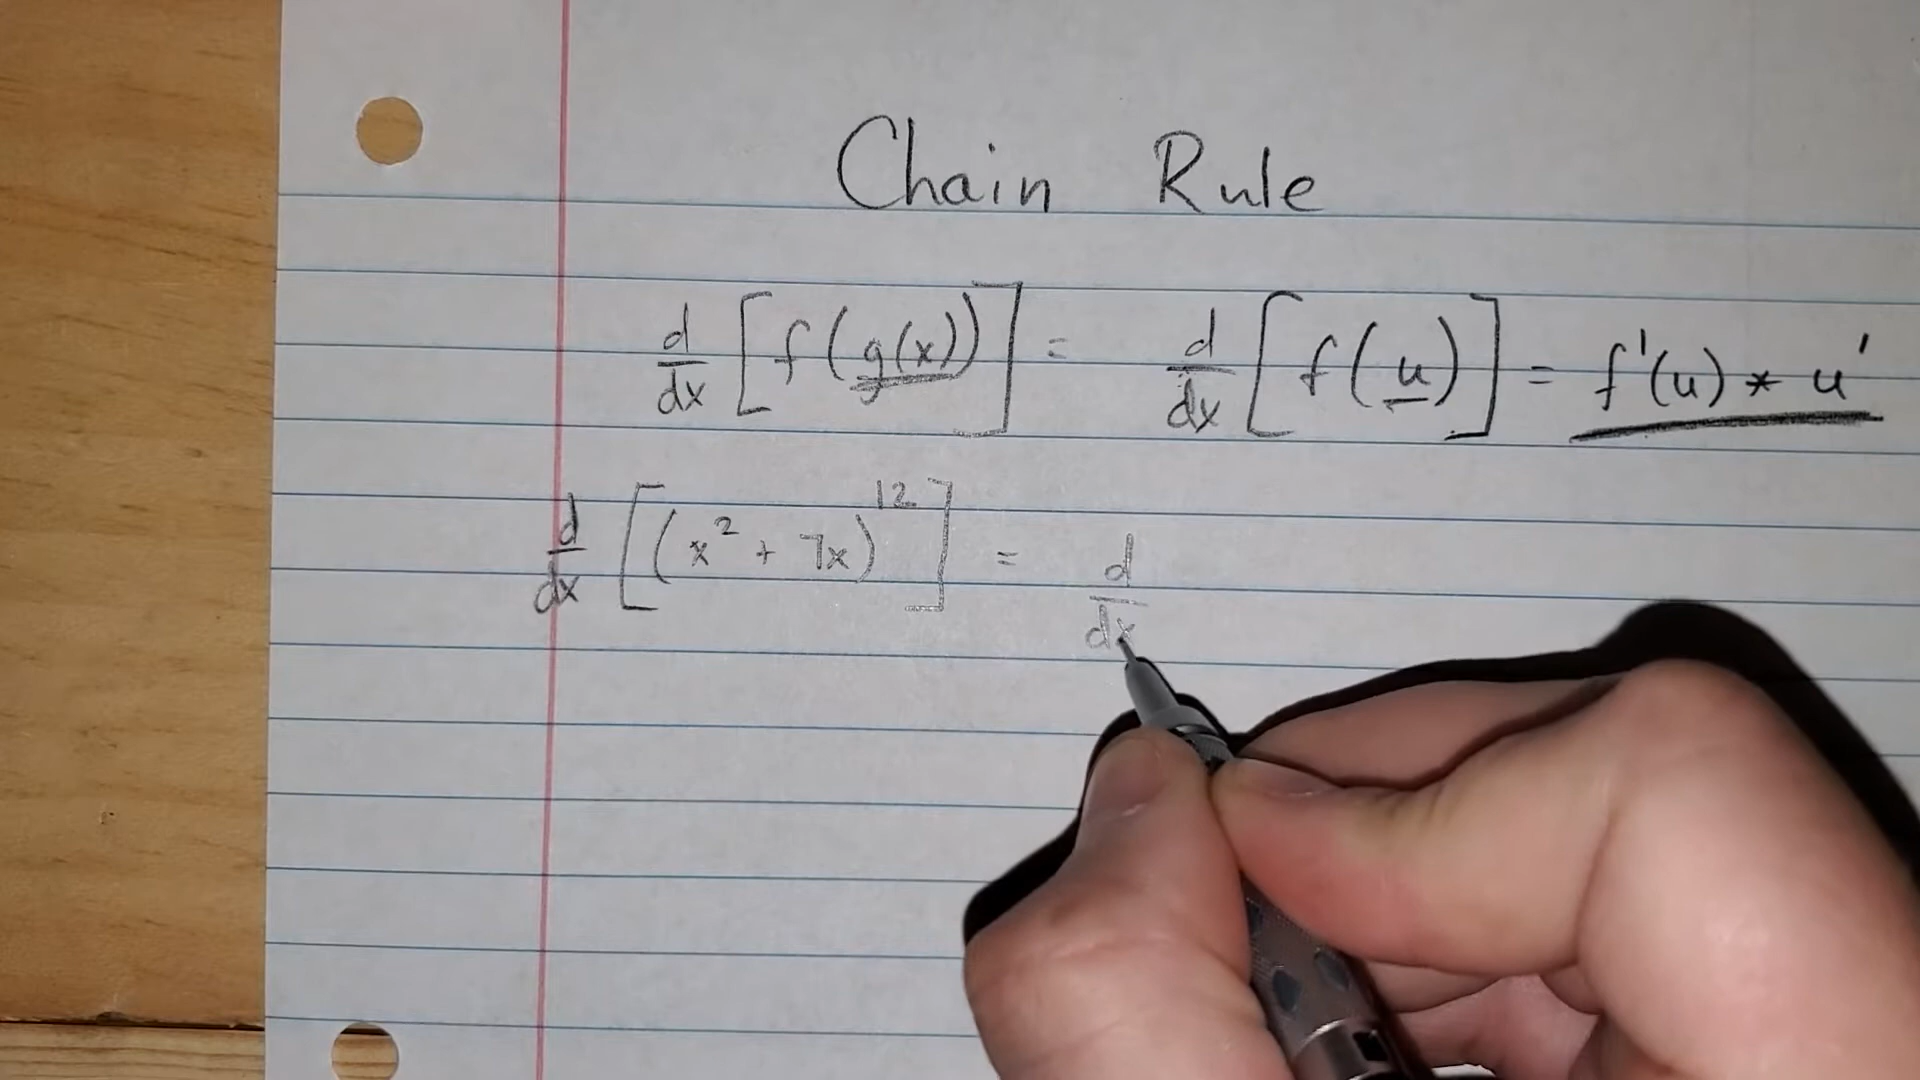 Chain Rule
d/dx [f(g(x))] = d/dx [f(u)] = f'(u) * u'
d/dx [(x² + 7x)¹²] = d/dx